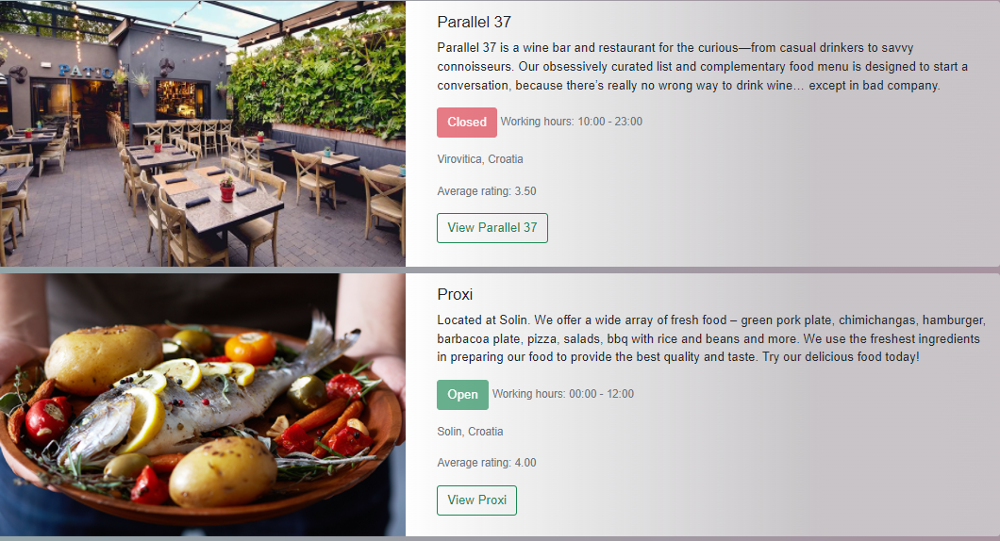 PATIO
Parallel 37
Parallel 37 is a wine bar and restaurant for the curious—from casual drinkers to savvy
connoisseurs. Our obsessively curated list and complementary food menu is designed to start a
conversation, because there's really no wrong way to drink wine… except in bad company.
Closed Working hours: 10:00 - 23:00
Virovitica, Croatia
Average rating: 3.50
View Parallel 37
Proxi
Located at Solin. We offer a wide array of fresh food – green pork plate, chimichangas, hamburger,
barbacoa plate, pizza, salads, bbq with rice and beans and more. We use the freshest ingredients
in preparing our food to provide the best quality and taste. Try our delicious food today!
Open Working hours: 00:00 - 12:00
Solin, Croatia
Average rating: 4.00
View Proxi